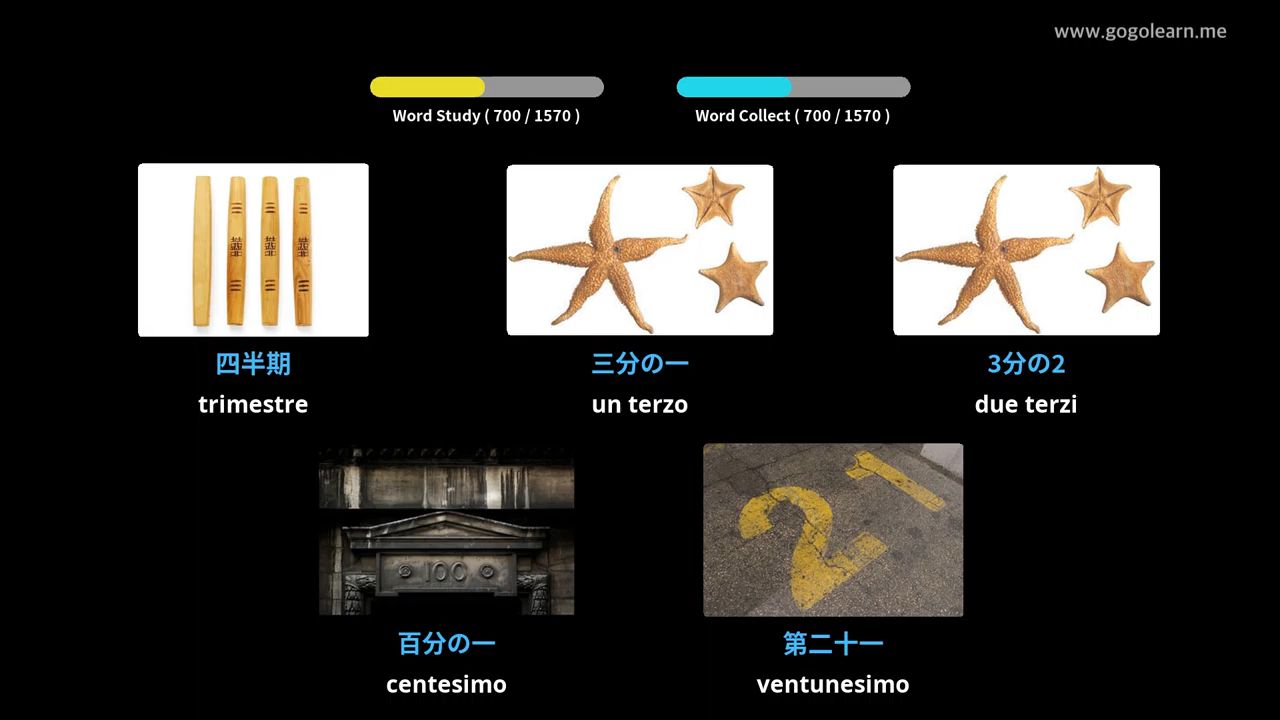 www.gogolearn.me
Word Study ( 700 / 1570 )
Word Collect ( 700 / 1570 )
四半期
trimestre
三分の一
un terzo
3分の2
due terzi
100
21
百分の一
centesimo
第二十一
ventunesimo